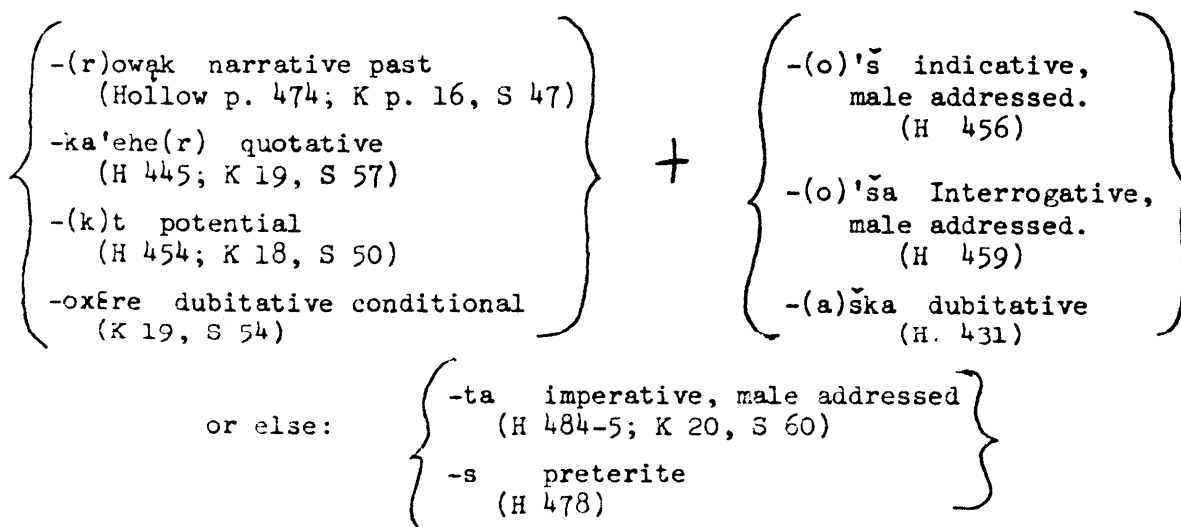 -(r)owąk narrative past
(Hollow p. 474; K p. 16, S 47)
-ka'ehe(r) quotative
(H 445; K 19, S 57)
-(k)t potential
(H 454; K 18, S 50)
-oxEre dubitative conditional
(K 19, S 54)
+
-(o)'š indicative,
male addressed.
(H 456)
-(o)'ša Interrogative,
male addressed.
(H 459)
-(a)ška dubitative
(H. 431)
or else:
-ta imperative, male addressed
(H 484-5; K 20, S 60)
-s preterite
(H 478)